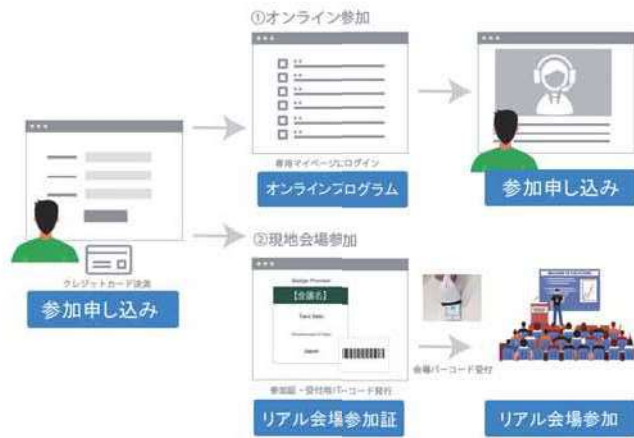 ①オンライン参加
専用マイページにログイン
オンラインプログラム
参加申し込み
クレジットカード決済
参加申し込み
②現地会場参加
Badge Preview
【会議名】
Taro Seto
Japan
参加証・受付用バーコード発行
リアル会場参加証
会場バーコード受付
リアル会場参加